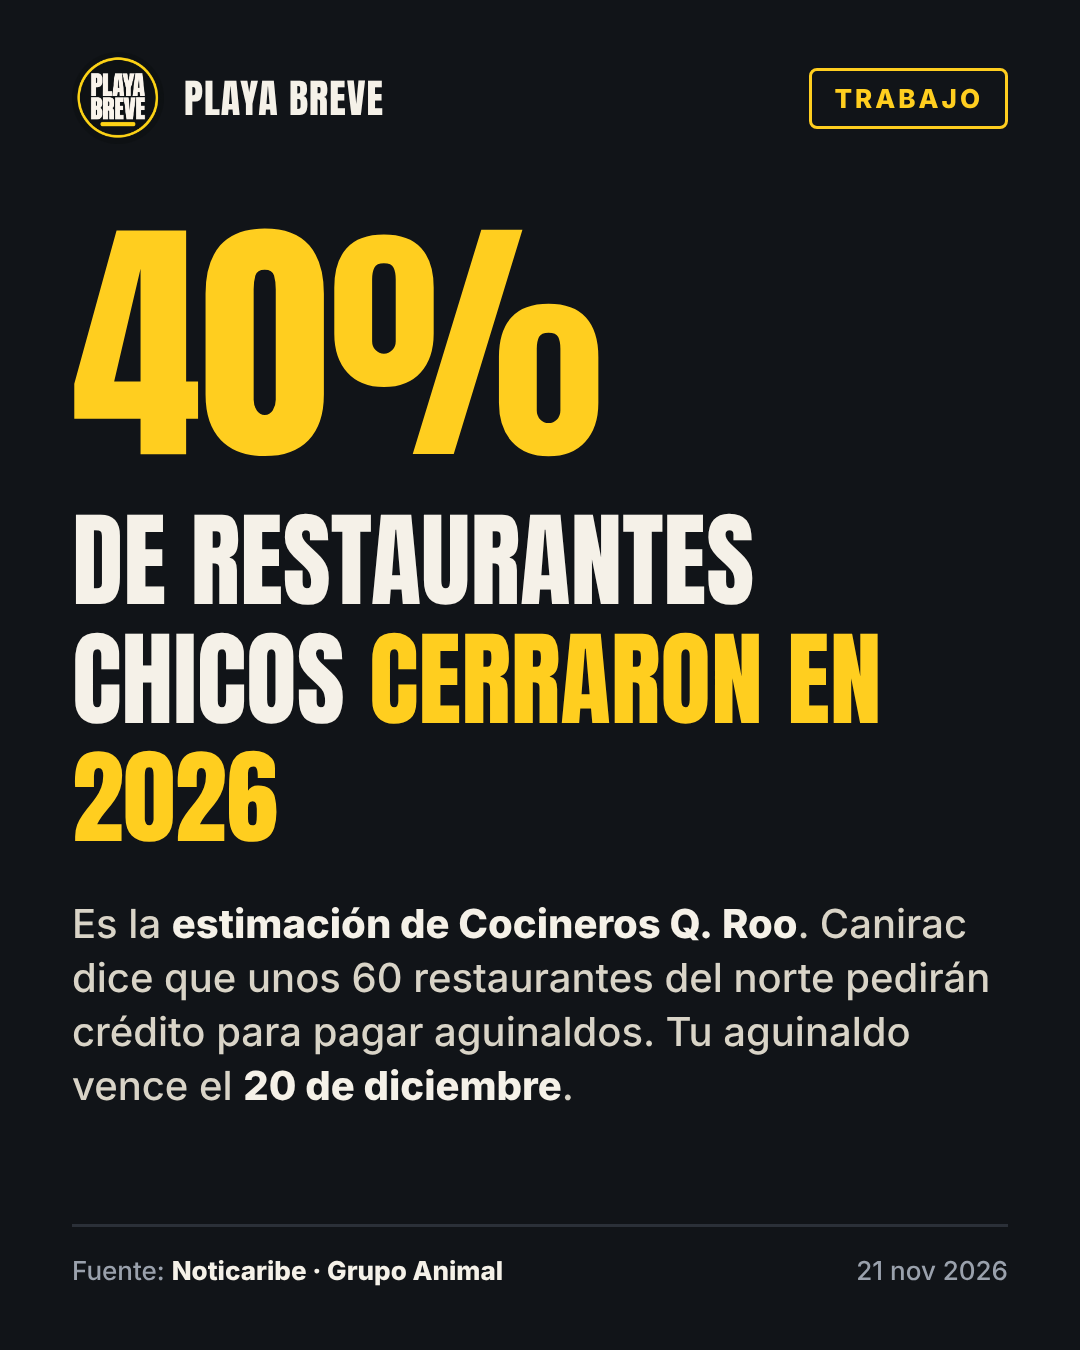 PLAYA
BREVE
PLAYA BREVE
TRABAJO
40%
DE RESTAURANTES
CHICOS CERRARON EN
2026
Es la estimación de Cocineros Q. Roo. Canirac
dice que unos 60 restaurantes del norte pedirán
crédito para pagar aguinaldos. Tu aguinaldo
vence el 20 de diciembre.
Fuente: Noticaribe · Grupo Animal
21 nov 2026